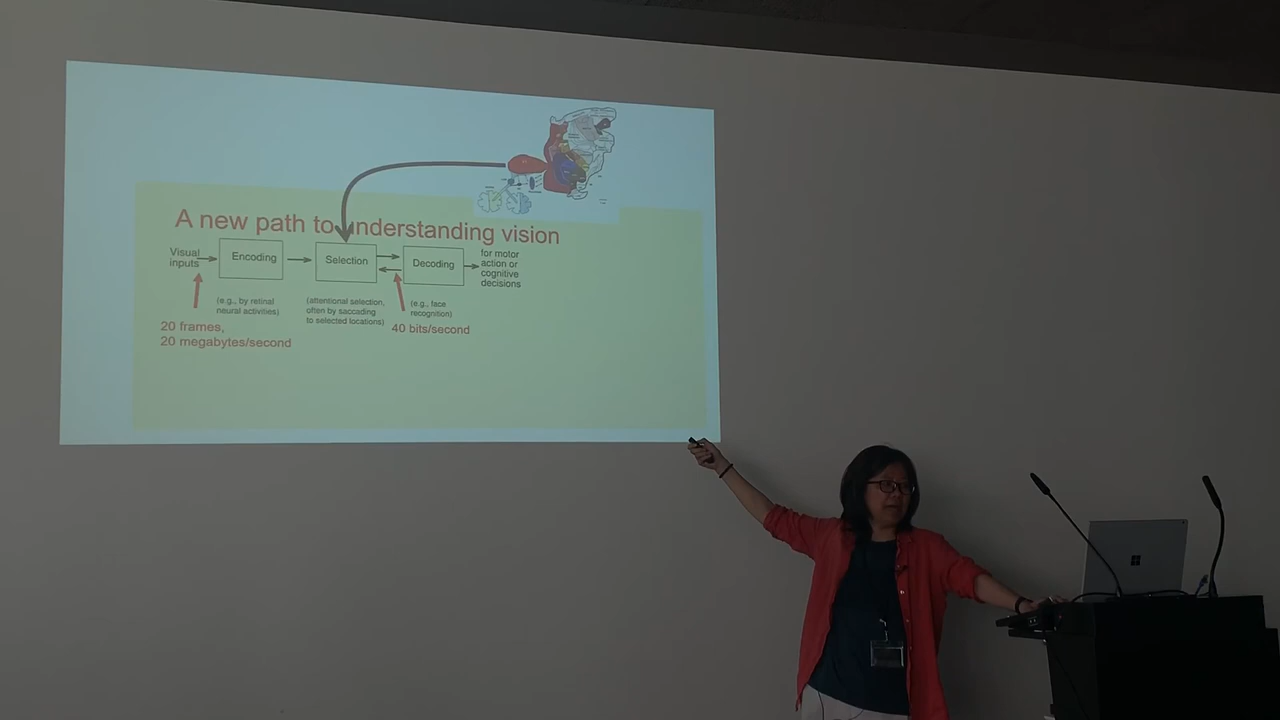 A new path to understanding vision
Visual
inputs
Encoding
Selection
Decoding
for motor
action or
cognitive
decisions
(e.g., by retinal
neural activities)
(attentional selection,
often by saccading
to selected locations)
(e.g., face
recognition)
20 frames,
20 megabytes/second
40 bits/second